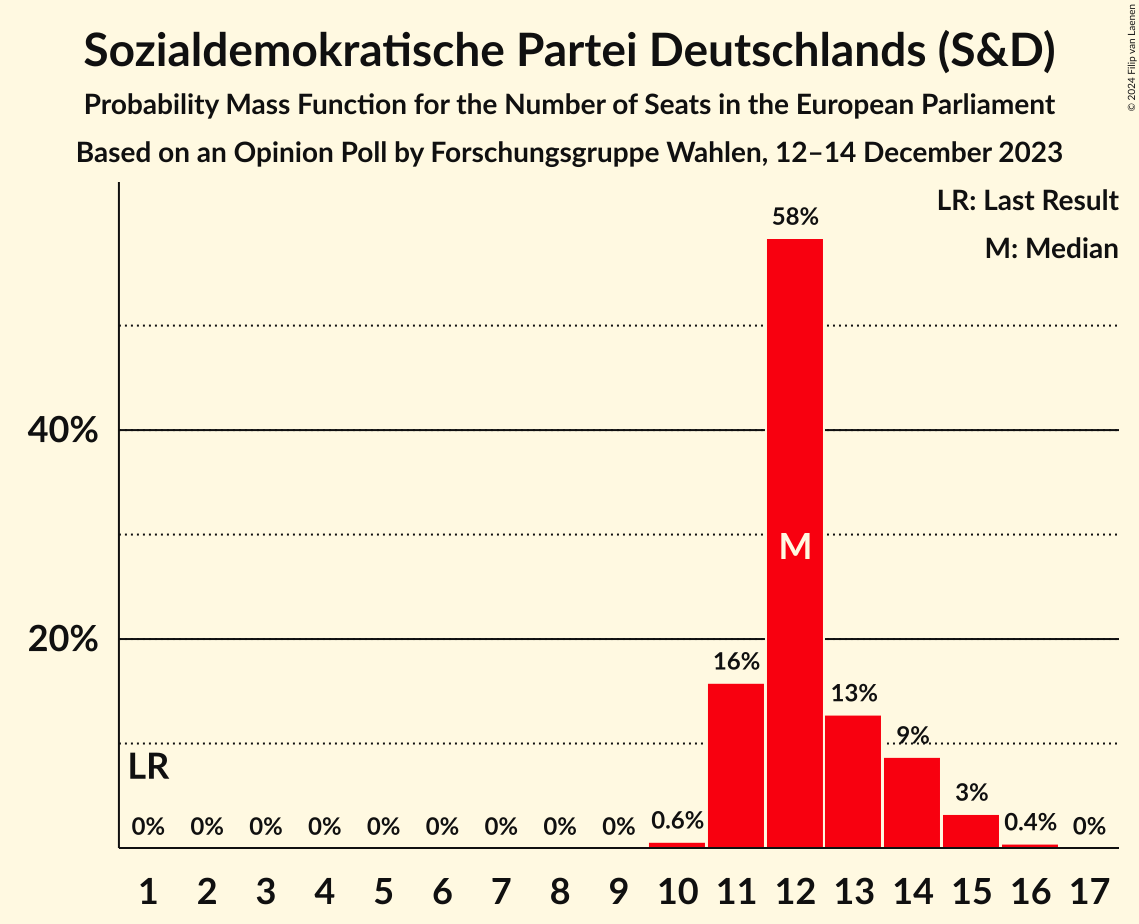 Sozialdemokratische Partei Deutschlands (S&D)
Probability Mass Function for the Number of Seats in the European Parliament
Based on an Opinion Poll by Forschungsgruppe Wahlen, 12–14 December 2023
© 2024 Filip van Laenen
LR: Last Result
M: Median
58%
40%
M
20%
16%
13%
9%
LR
3%
0% 0% 0% 0% 0% 0% 0% 0% 0% 0.6% 0.4% 0%
1 2 3 4 5 6 7 8 9 10 11 12 13 14 15 16 17